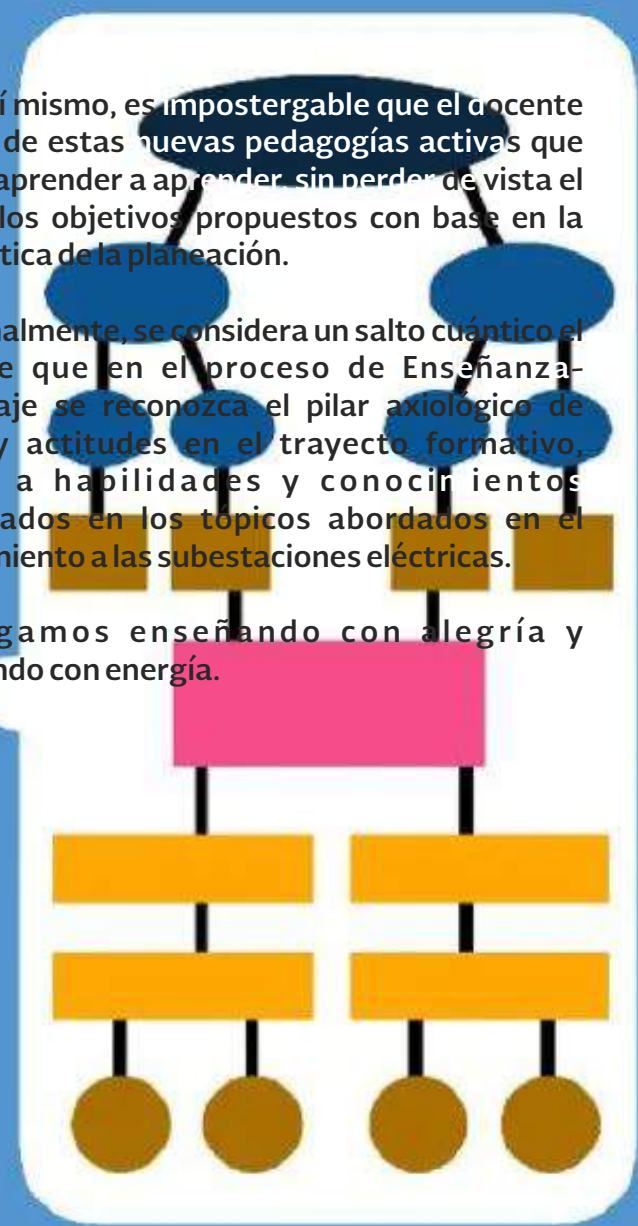 í mismo, es impostergable que el docente
de estas nuevas pedagogías activas que
aprender a aprender, sin perder de vista el
los objetivos propuestos con base en la
tica de la planeación.
nalmente, se considera un salto cuántico el
e que en el proceso de Enseñanza-
aje se reconozca el pilar axiológico de
y actitudes en el trayecto formativo,
a habilidades y conocimientos
ados en los tópicos abordados en el
miento a las subestaciones eléctricas.
gamos enseñando con alegría y
ndo con energía.